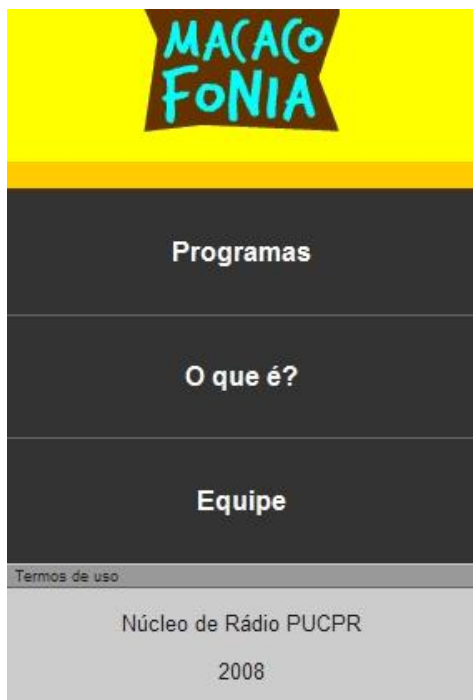 MACACO
FONIA
Programas
O que é?
Equipe
Termos de uso
Núcleo de Rádio PUCPR
2008